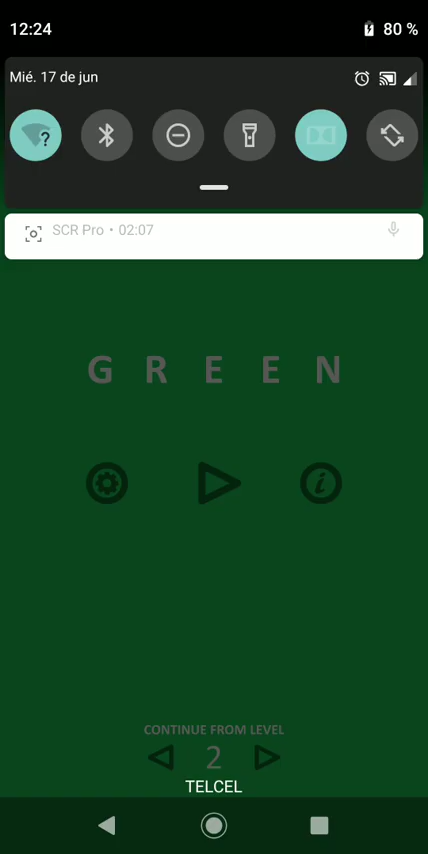 12:24
80 %
Mié. 17 de jun
SCR Pro • 02:07
G R E E N
CONTINUE FROM LEVEL
2
TELCEL